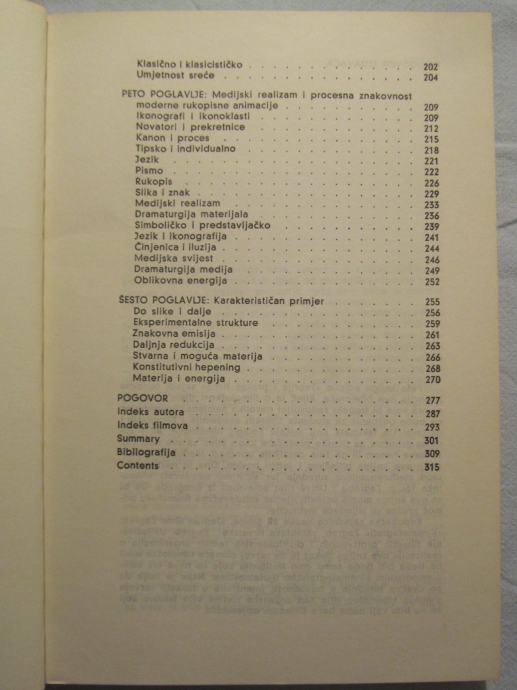 Klasično i klasicističko . . . . . . . . . . . . . 202
Umjetnost sreće . . . . . . . . . . . . . . . 204
PETO POGLAVLJE: Medijski realizam i procesna znakovnost
moderne rukopisne animacije . . . . . . . . . . . 209
Ikonografi i ikonoklasti . . . . . . . . . . . . . 209
Novatori i prekretnice . . . . . . . . . . . . . 212
Kanon i proces . . . . . . . . . . . . . . . 215
Tipsko i individualno . . . . . . . . . . . . . 218
Jezik . . . . . . . . . . . . . . . . . . 221
Pismo . . . . . . . . . . . . . . . . . . 222
Rukopis . . . . . . . . . . . . . . . . . 226
Slika i znak . . . . . . . . . . . . . . . . 229
Medijski realizam . . . . . . . . . . . . . . 233
Dramaturgija materijala . . . . . . . . . . . . 236
Simboličko i predstavljačko . . . . . . . . . . . 239
Jezik i ikonografija . . . . . . . . . . . . . . 241
Činjenica i iluzija . . . . . . . . . . . . . . 244
Medijska svijest . . . . . . . . . . . . . . . 246
Dramaturgija medija . . . . . . . . . . . . . 249
Oblikovna energija . . . . . . . . . . . . . . 252
ŠESTO POGLAVLJE: Karakterističan primjer . . . . . . . . 255
Do slike i dalje . . . . . . . . . . . . . . . 256
Eksperimentalne strukture . . . . . . . . . . . . 259
Znakovna emisija . . . . . . . . . . . . . . 261
Daljnja redukcija . . . . . . . . . . . . . . 263
Stvarna i moguća materija . . . . . . . . . . . 266
Konstitutivni hepening . . . . . . . . . . . . . 268
Materija i energija . . . . . . . . . . . . . . 270
POGOVOR . . . . . . . . . . . . . . . . . 277
Indeks autora . . . . . . . . . . . . . . . . 287
Indeks filmova . . . . . . . . . . . . . . . . 293
Summary . . . . . . . . . . . . . . . . . . 301
Bibliografija . . . . . . . . . . . . . . . . . 309
Contents . . . . . . . . . . . . . . . . . . 315